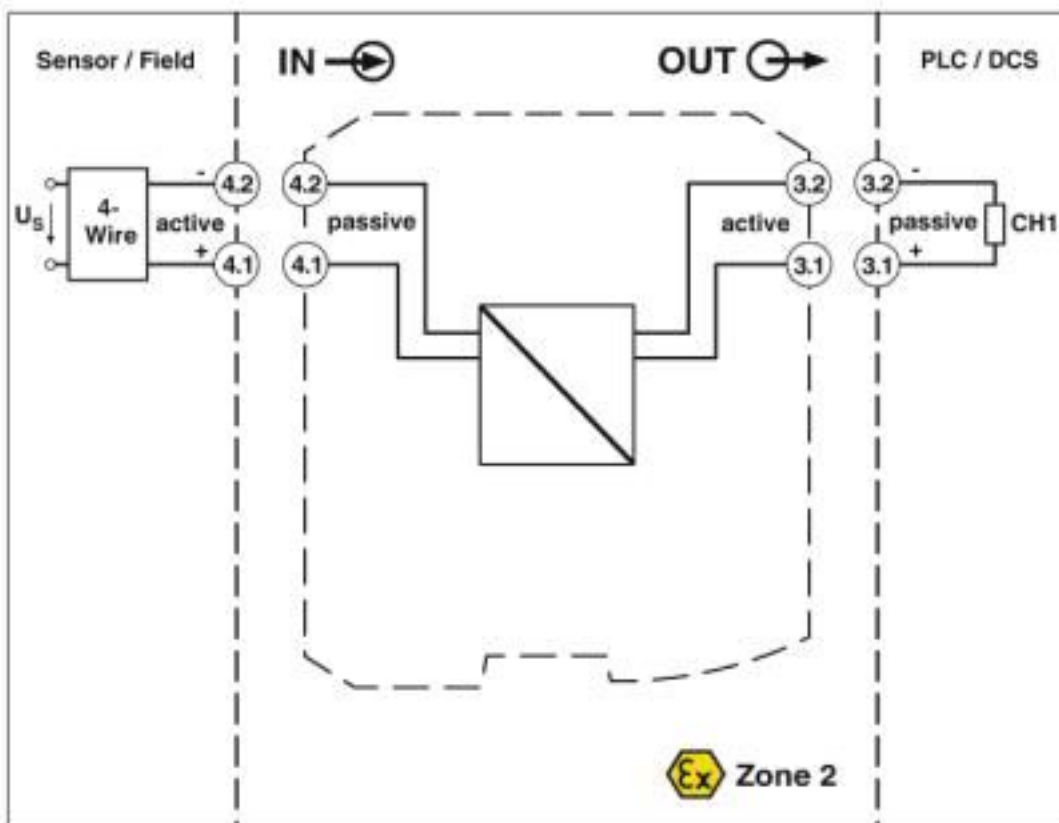 Sensor / Field
IN
OUT
PLC / DCS
4-
Wire
U_S
-
active
+
4.2
4.1
4.2
passive
4.1
3.2
active
3.1
3.2
-
passive
+
3.1
CH1
Ex Zone 2